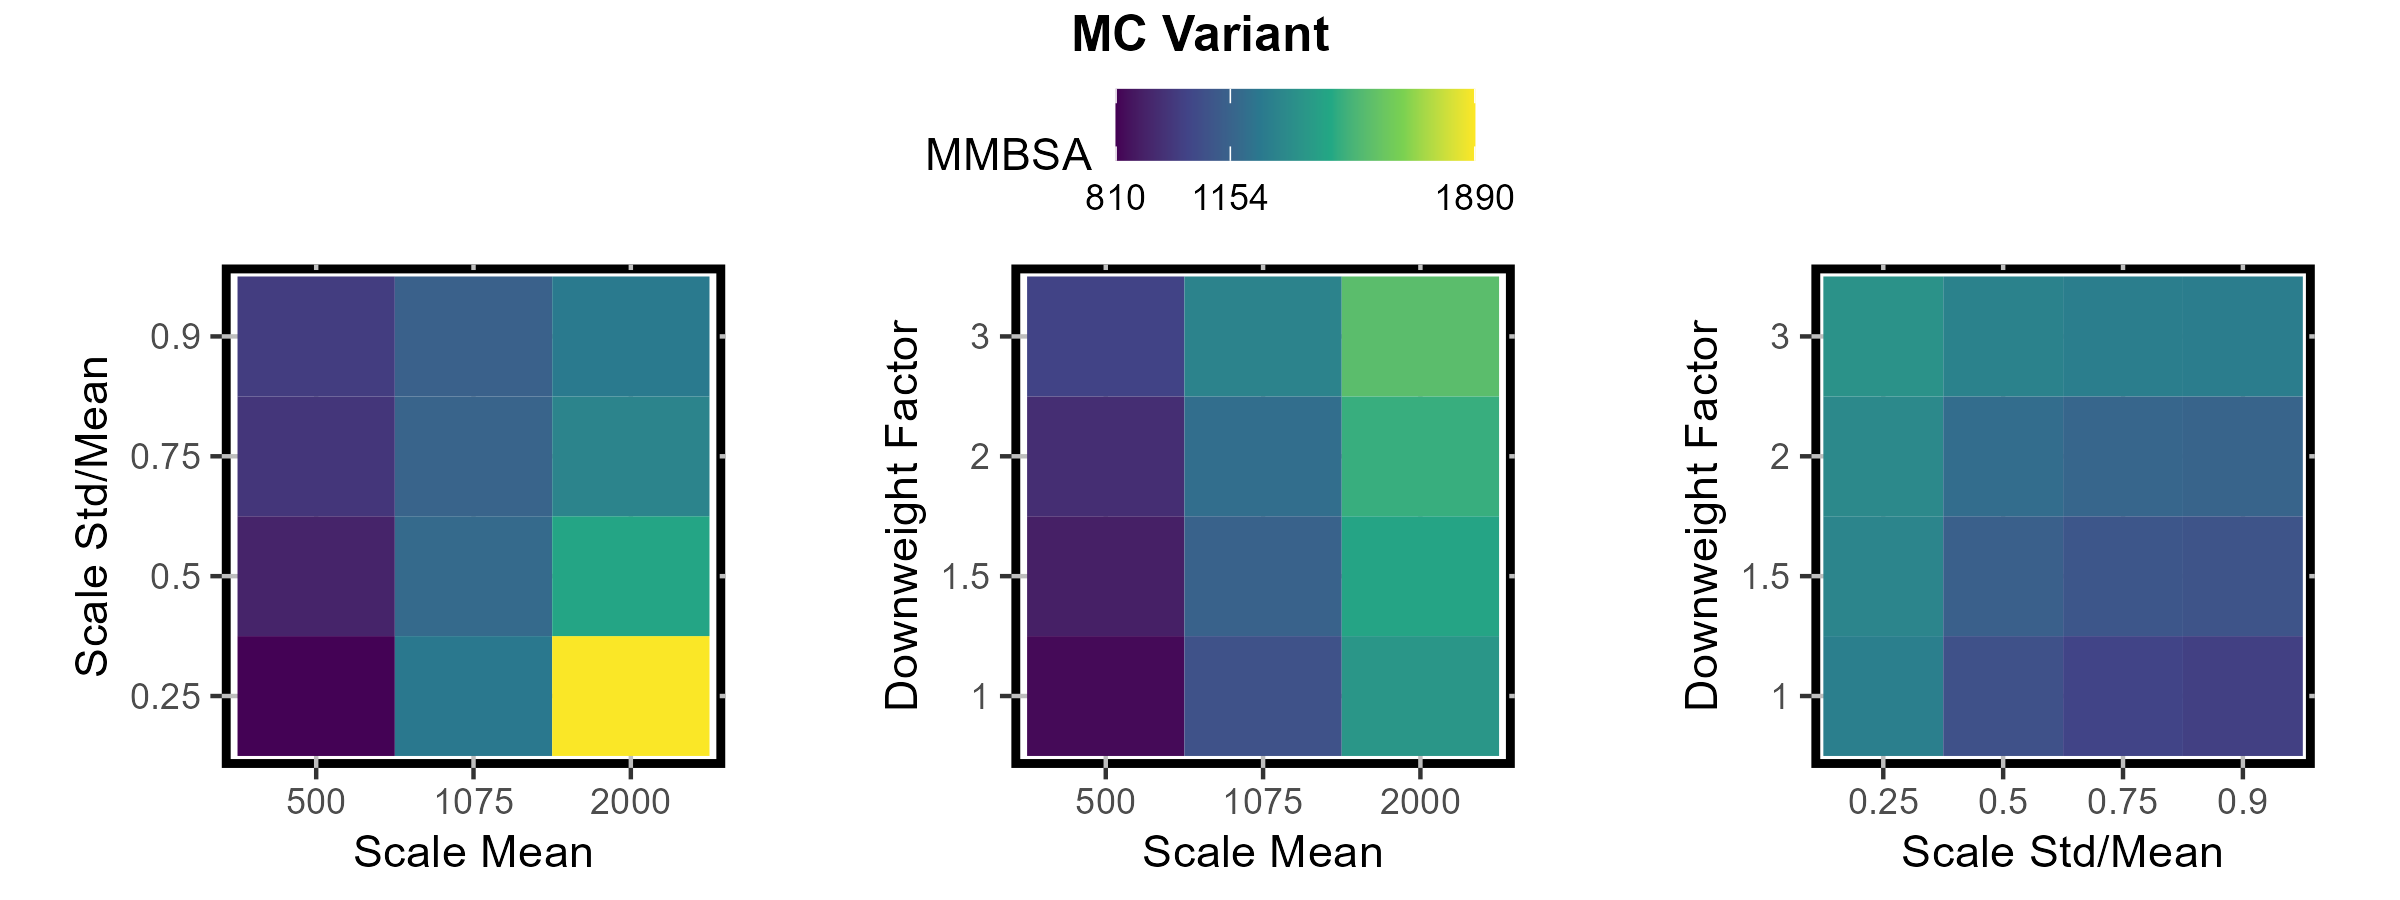 MC Variant
MMBSA
810 1154 1890
Scale Std/Mean
0.9
0.75
0.5
0.25
500 1075 2000
Scale Mean
Downweight Factor
3
2
1.5
1
500 1075 2000
Scale Mean
Downweight Factor
3
2
1.5
1
0.25 0.5 0.75 0.9
Scale Std/Mean